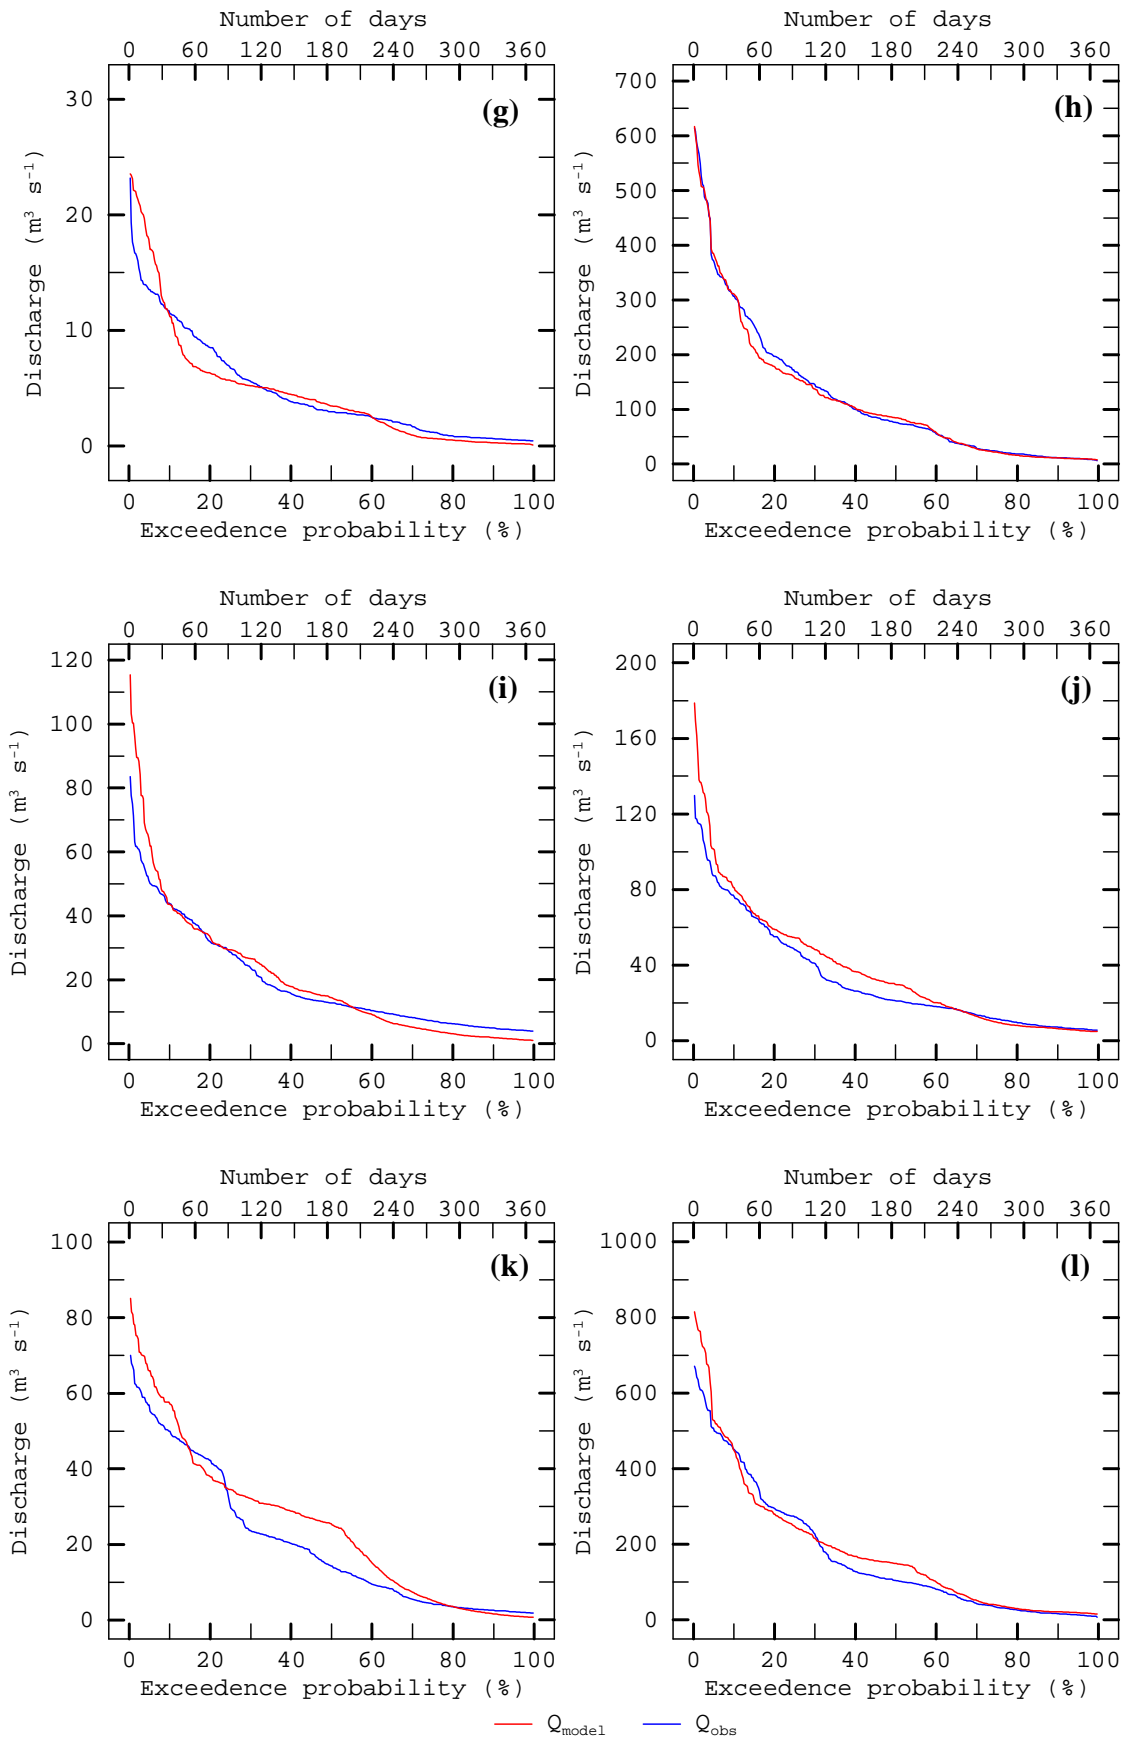 Number of days Number of days
0 60 120 180 240 300 360 0 60 120 180 240 300 360
30 (g) 700 (h)
600
20 500
400
10 300
200
100
0 0
Discharge (m³ s⁻¹) Discharge (m³ s⁻¹)
0 20 40 60 80 100 0 20 40 60 80 100
Exceedence probability (%) Exceedence probability (%)
Number of days Number of days
0 60 120 180 240 300 360 0 60 120 180 240 300 360
120 (i) 200 (j)
100 160
80 120
60
40 80
20 40
0 0
Discharge (m³ s⁻¹) Discharge (m³ s⁻¹)
0 20 40 60 80 100 0 20 40 60 80 100
Exceedence probability (%) Exceedence probability (%)
Number of days Number of days
0 60 120 180 240 300 360 0 60 120 180 240 300 360
100 (k) 1000 (l)
80 800
60 600
40 400
20 200
0 0
Discharge (m³ s⁻¹) Discharge (m³ s⁻¹)
0 20 40 60 80 100 0 20 40 60 80 100
Exceedence probability (%) Exceedence probability (%)
Qmodel Qobs